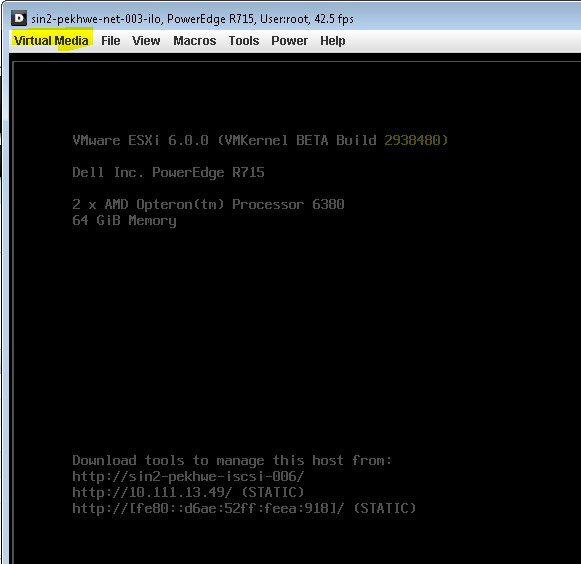 D sin2-pekhwe-net-003-ilo, PowerEdge R715, User:root, 42.5 fps
Virtual Media File View Macros Tools Power Help
VMware ESXi 6.0.0 (VMKernel BETA Build 2938480)
Dell Inc. PowerEdge R715
2 x AMD Opteron(tm) Processor 6380
64 GiB Memory
Download tools to manage this host from:
http://sin2-pekhwe-iscsi-006/
http://10.111.13.49/ (STATIC)
http://[fe80::d6ae:52ff:feea:918]/ (STATIC)